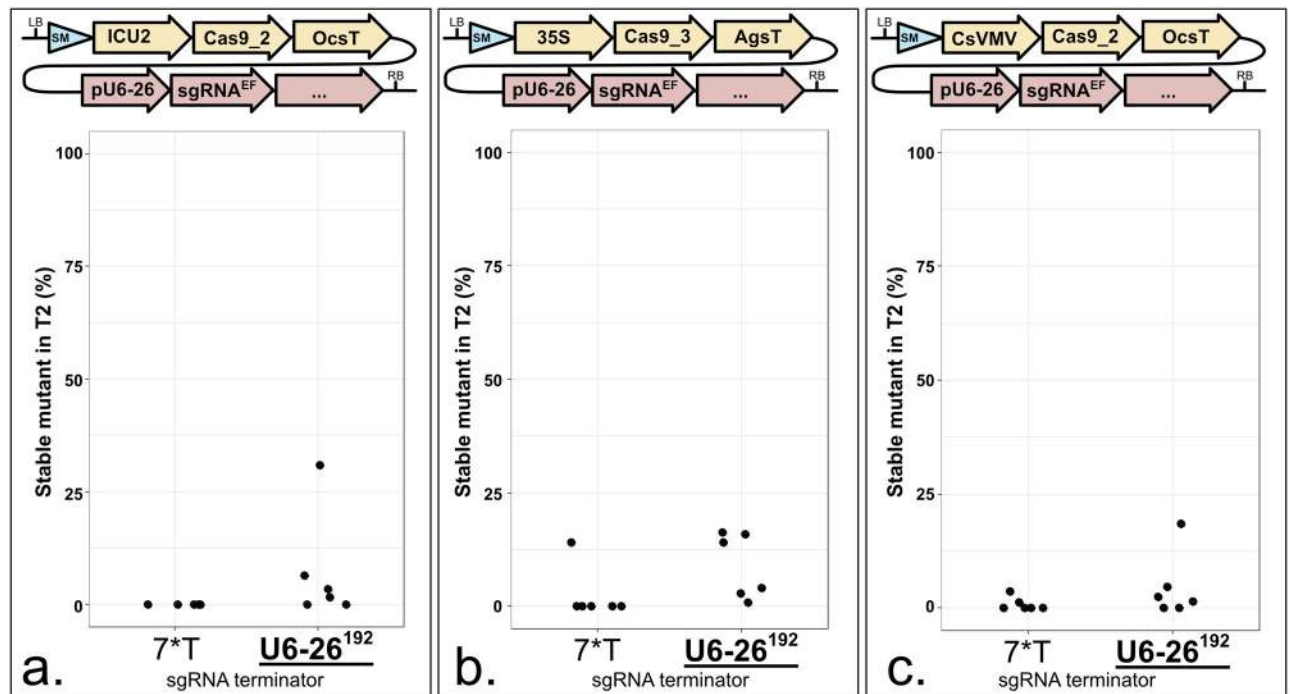 LB SM ICU2 Cas9_2 OcsT
pU6-26 sgRNA^EF ... RB
100
75
50
25
0
Stable mutant in T2 (%)
7*T U6-26^192
sgRNA terminator
a.
LB SM 35S Cas9_3 AgsT
pU6-26 sgRNA^EF ... RB
100
75
50
25
0
Stable mutant in T2 (%)
7*T U6-26^192
sgRNA terminator
b.
LB SM CsVMV Cas9_2 OcsT
pU6-26 sgRNA^EF ... RB
100
75
50
25
0
Stable mutant in T2 (%)
7*T U6-26^192
sgRNA terminator
c.